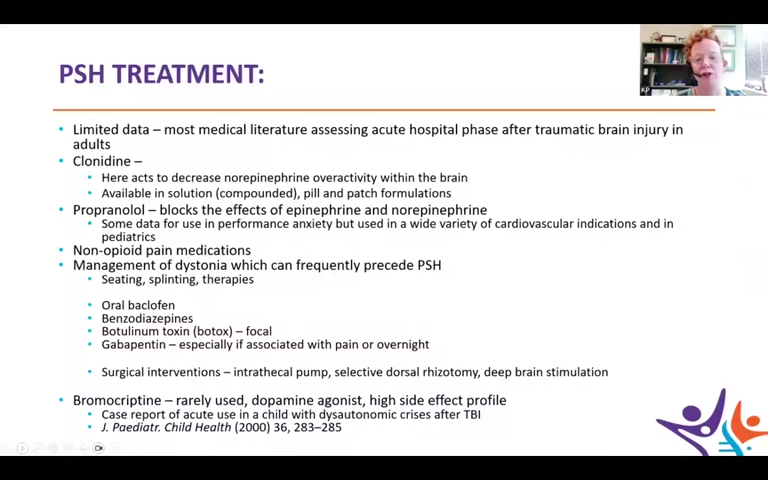 PSH TREATMENT:
KP
Limited data – most medical literature assessing acute hospital phase after traumatic brain injury in
adults
Clonidine –
Here acts to decrease norepinephrine overactivity within the brain
Available in solution (compounded), pill and patch formulations
Propranolol – blocks the effects of epinephrine and norepinephrine
Some data for use in performance anxiety but used in a wide variety of cardiovascular indications and in
pediatrics
Non-opioid pain medications
Management of dystonia which can frequently precede PSH
Seating, splinting, therapies
Oral baclofen
Benzodiazepines
Botulinum toxin (botox) – focal
Gabapentin – especially if associated with pain or overnight
Surgical interventions – intrathecal pump, selective dorsal rhizotomy, deep brain stimulation
Bromocriptine – rarely used, dopamine agonist, high side effect profile
Case report of acute use in a child with dysautonomic crises after TBI
J. Paediatr. Child Health (2000) 36, 283–285